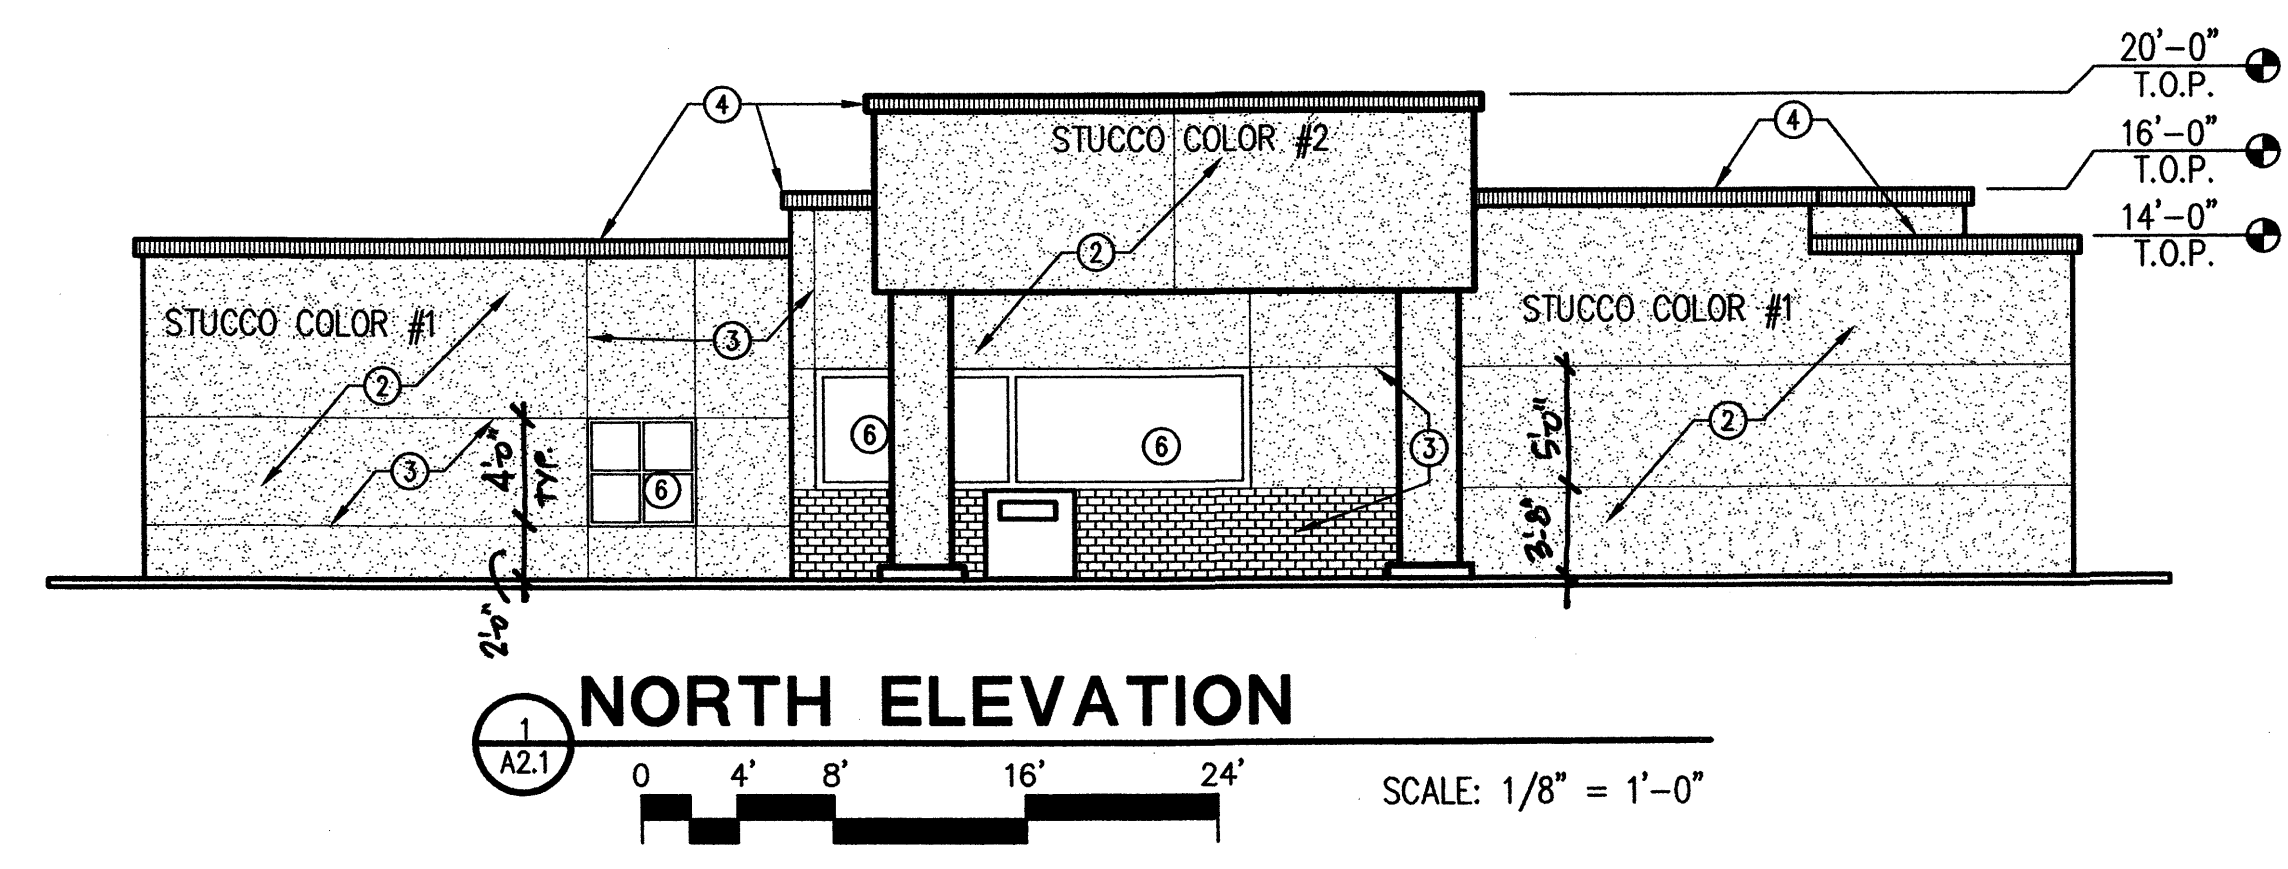 20'-0"
T.O.P.
4
4
16'-0"
T.O.P.
STUCCO COLOR #2
14'-0"
T.O.P.
2
STUCCO COLOR #1
3
STUCCO COLOR #1
2
3
4'-0"
TYP.
6
6
6
3
5'-0"
2
3'-8"
2'-0"
1
A2.1
NORTH ELEVATION
0 4' 8' 16' 24'
SCALE: 1/8" = 1'-0"